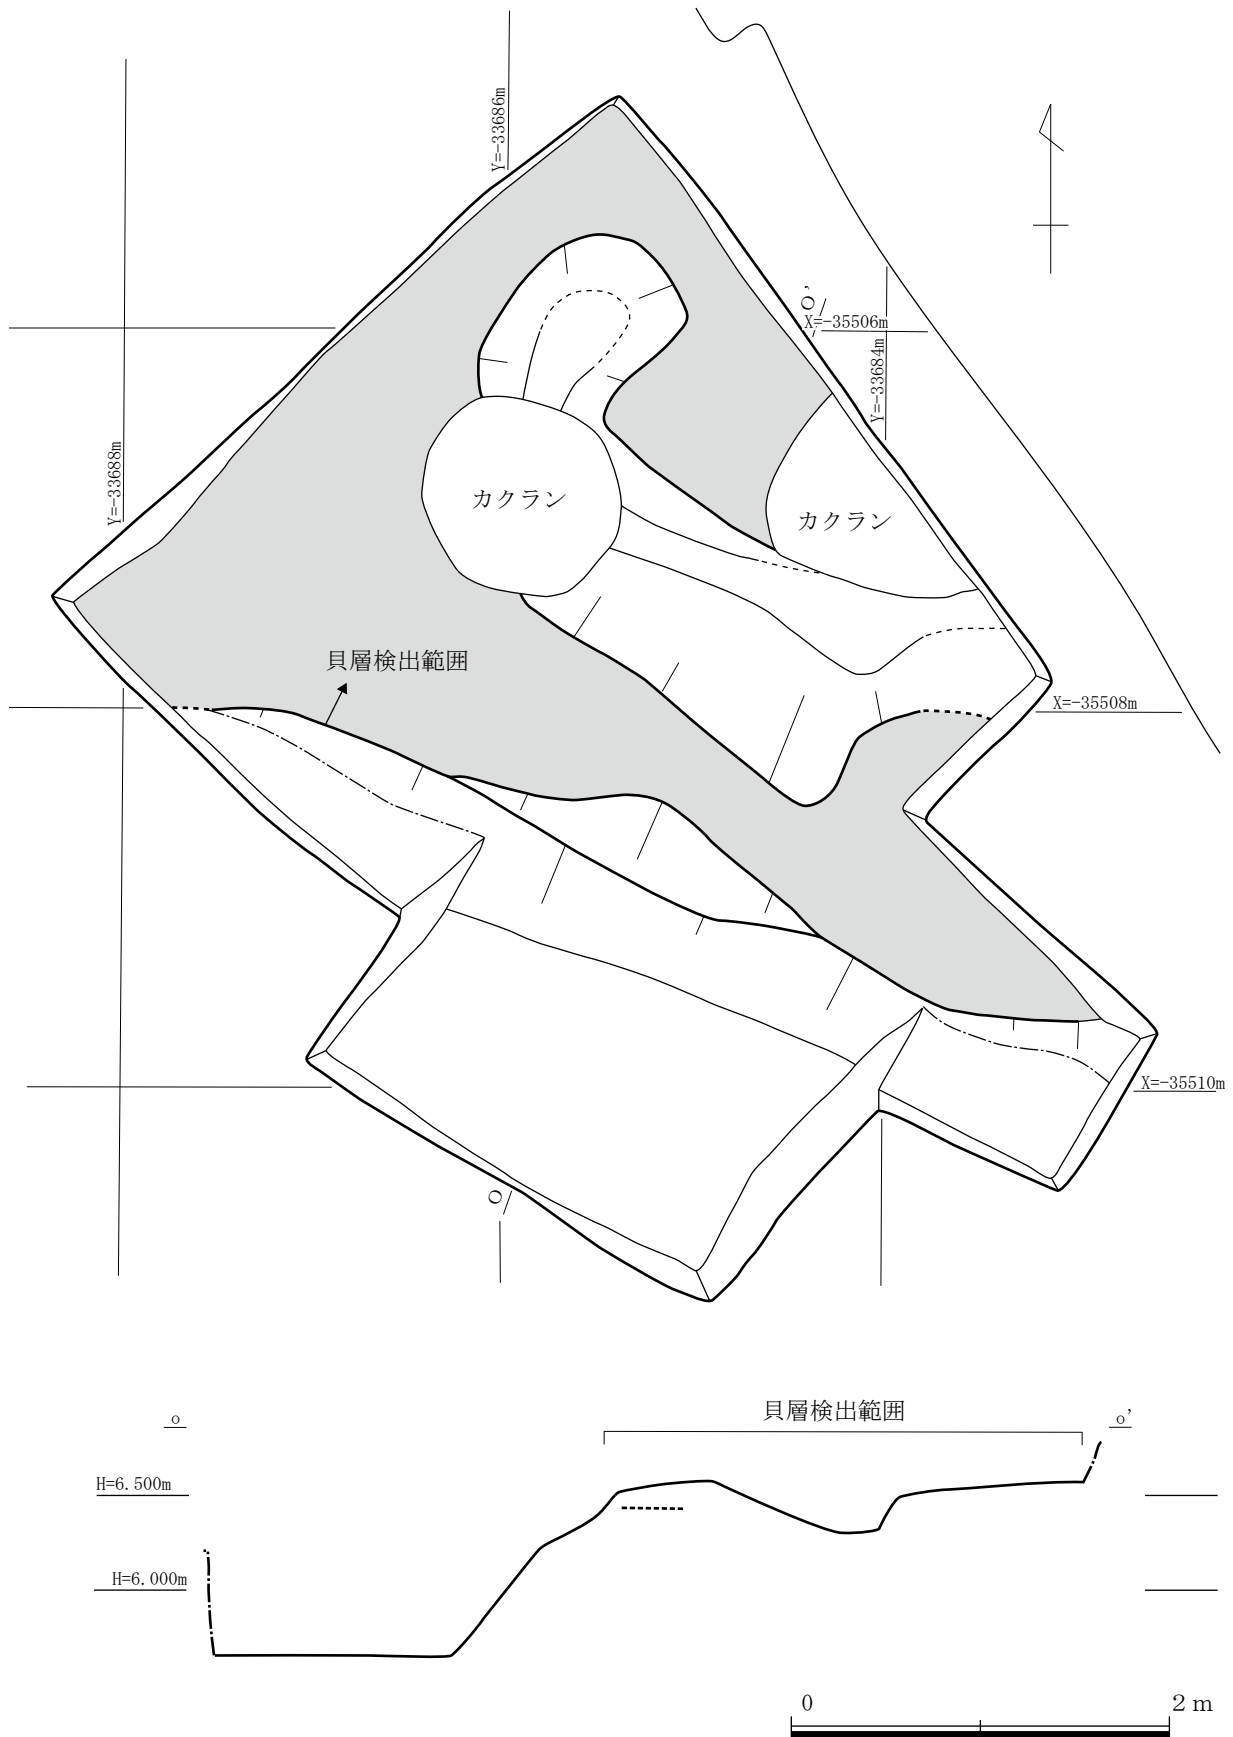 Y=-33686m
O'
X=-35506m
Y=-33684m
Y=-33688m
カクラン
カクラン
貝層検出範囲
X=-35508m
X=-35510m
O
貝層検出範囲
o
o'
H=6.500m
H=6.000m
0
2m